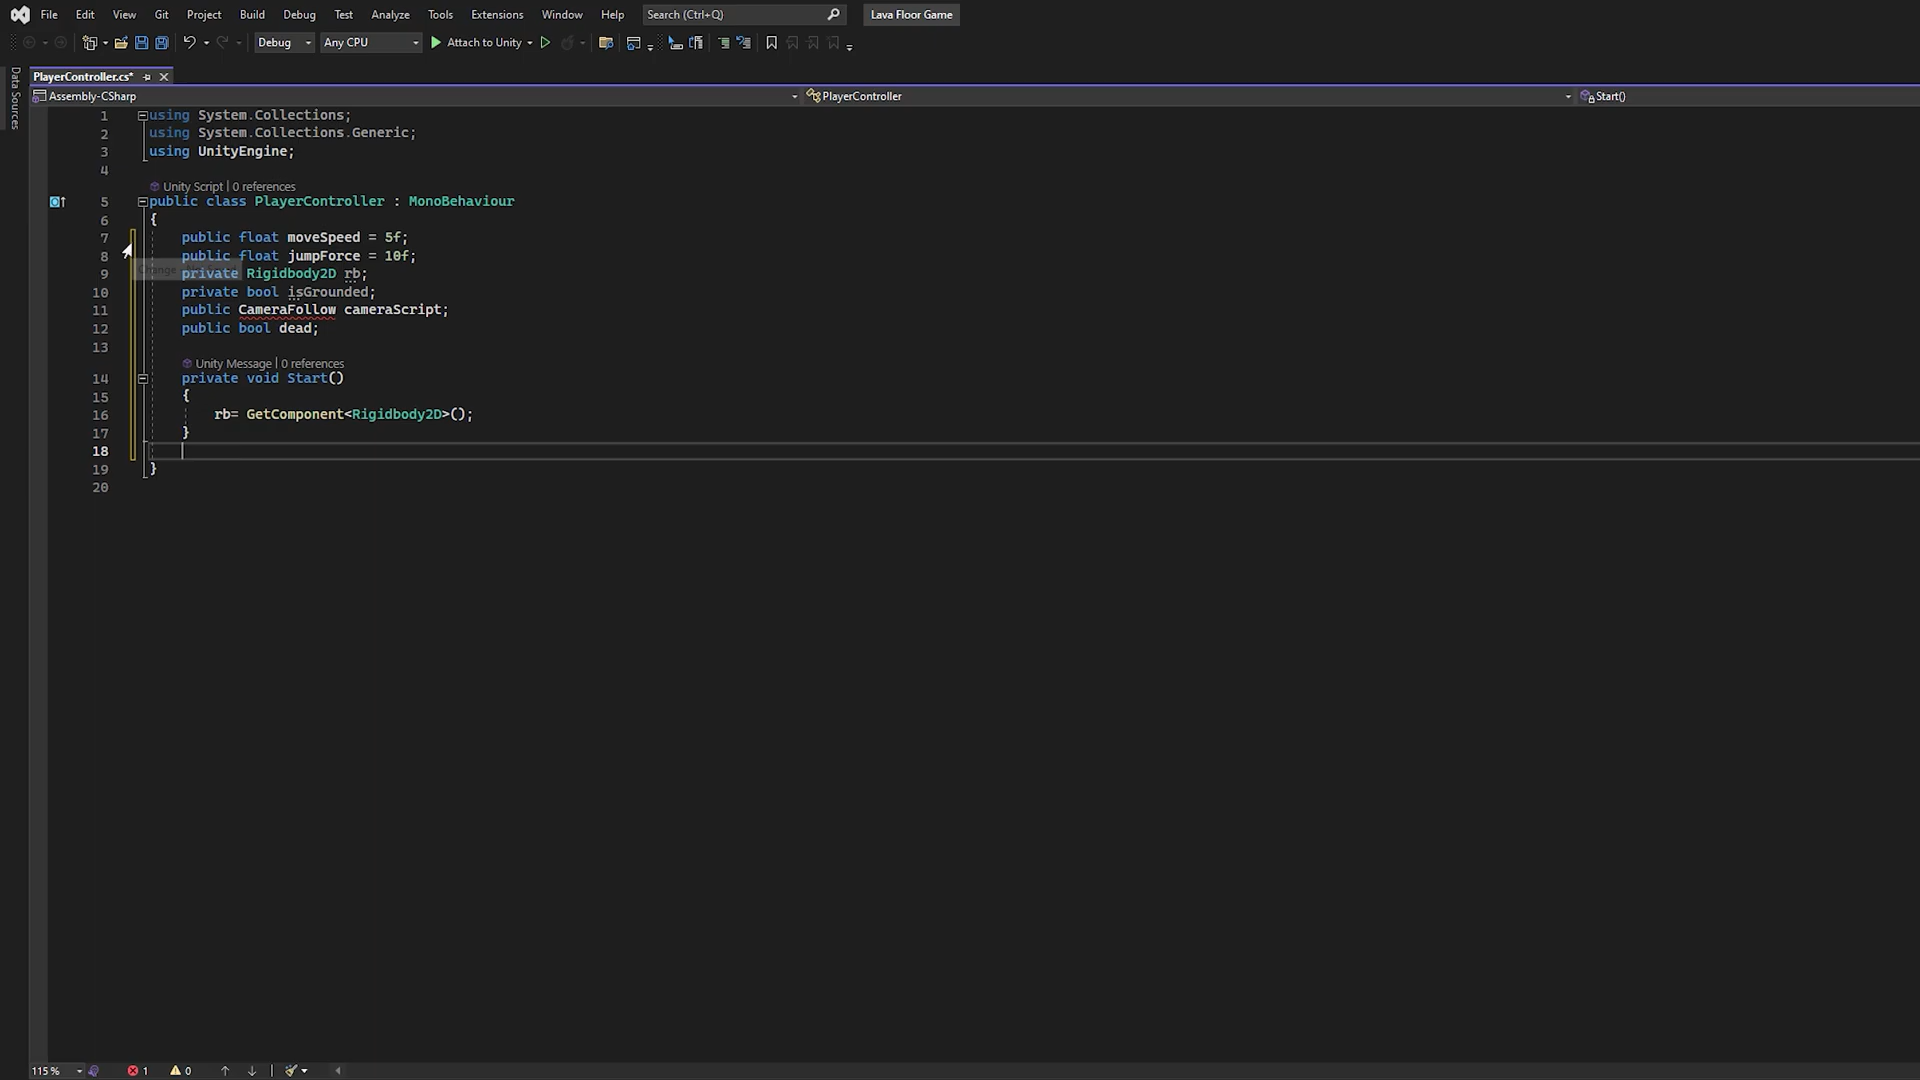 File Edit View Git Project Build Debug Test Analyze Tools Extensions Window Help Search (Ctrl+Q) Lava Floor Game
Debug Any CPU Attach to Unity
Data Sources
PlayerController.cs*
Assembly-CSharp PlayerController Start()
1 using System.Collections;
2 using System.Collections.Generic;
3 using UnityEngine;
4
Unity Script | 0 references
5 public class PlayerController : MonoBehaviour
6 {
7 public float moveSpeed = 5f;
8 public float jumpForce = 10f;
9 private Rigidbody2D rb;
10 private bool isGrounded;
11 public CameraFollow cameraScript;
12 public bool dead;
13
Unity Message | 0 references
14 private void Start()
15 {
16 rb= GetComponent<Rigidbody2D>();
17 }
18
19 }
20
115 % 1 0